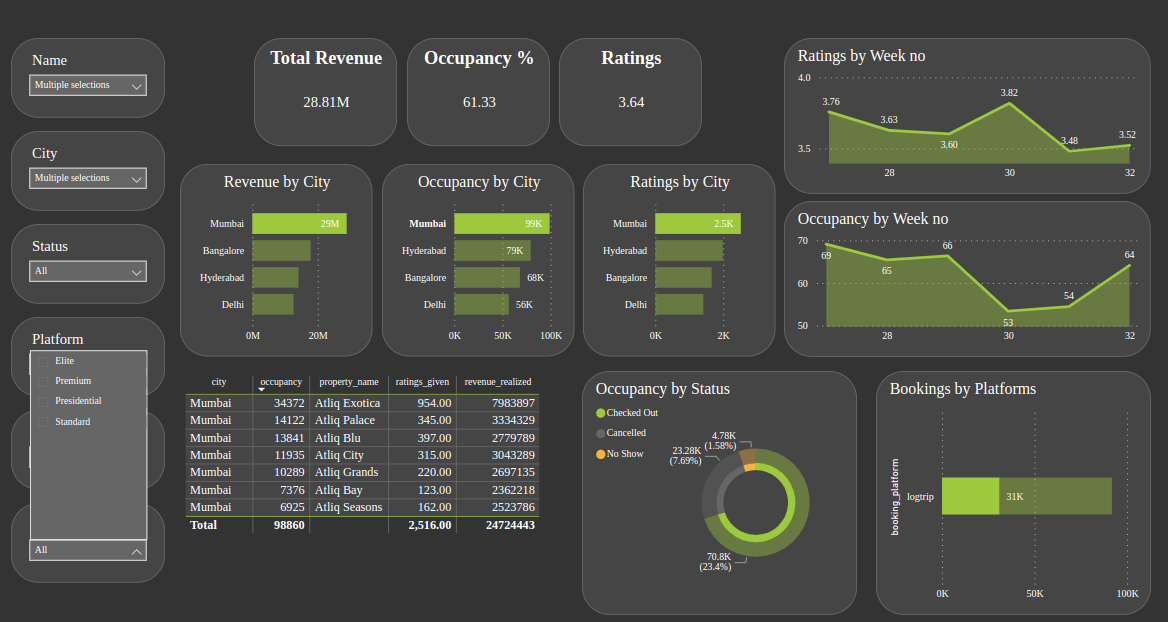 Name
Multiple selections
City
Multiple selections
Status
All
Platform
Elite
Premium
Presidential
Standard
All
Total Revenue
28.81M
Occupancy %
61.33
Ratings
3.64
Revenue by City
Mumbai 29M
Bangalore
Hyderabad
Delhi
0M 20M
Occupancy by City
Mumbai 99K
Hyderabad 79K
Bangalore 68K
Delhi 56K
0K 50K 100K
Ratings by City
Mumbai 2.5K
Hyderabad
Bangalore
Delhi
0K 2K
Ratings by Week no
4.0
3.5
3.76 3.63 3.60 3.82 3.48 3.52
28 30 32
Occupancy by Week no
70
60
50
69 65 66 53 54 64
28 30 32
city occupancy property_name ratings_given revenue_realized
Mumbai 34372 Atliq Exotica 954.00 7983897
Mumbai 14122 Atliq Palace 345.00 3334329
Mumbai 13841 Atliq Blu 397.00 2779789
Mumbai 11935 Atliq City 315.00 3043289
Mumbai 10289 Atliq Grands 220.00 2697135
Mumbai 7376 Atliq Bay 123.00 2362218
Mumbai 6925 Atliq Seasons 162.00 2523786
Total 98860 2,516.00 24724443
Occupancy by Status
Checked Out
Cancelled
No Show
4.78K
(1.58%)
23.28K
(7.69%)
70.8K
(23.4%)
Bookings by Platforms
booking_platform
logtrip 31K
0K 50K 100K